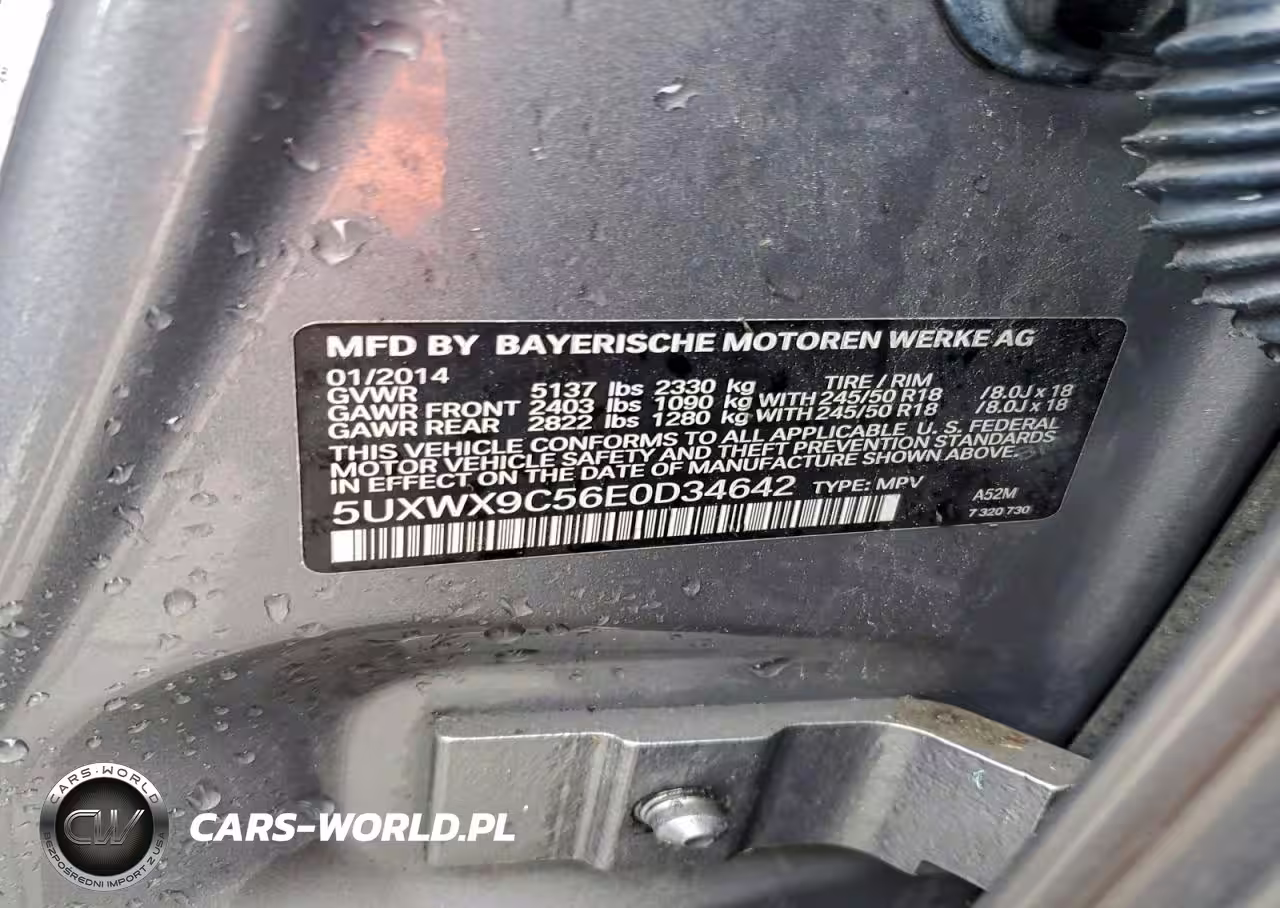 MFD BY BAYERISCHE MOTOREN WERKE AG
01/2014
GVWR 5137 lbs 2330 kg TIRE / RIM
GAWR FRONT 2403 lbs 1090 kg WITH 245/50 R18 /8.0J x 18
GAWR REAR 2822 lbs 1280 kg WITH 245/50 R18 /8.0J x 18
THIS VEHICLE CONFORMS TO ALL APPLICABLE U. S. FEDERAL
MOTOR VEHICLE SAFETY AND THEFT PREVENTION STANDARDS
IN EFFECT ON THE DATE OF MANUFACTURE SHOWN ABOVE.
5UXWX9C56E0D34642 TYPE: MPV A52M
7 320 730
CARS-WORLD
CW
BEZPOŚREDNI IMPORT Z USA
CARS-WORLD.PL